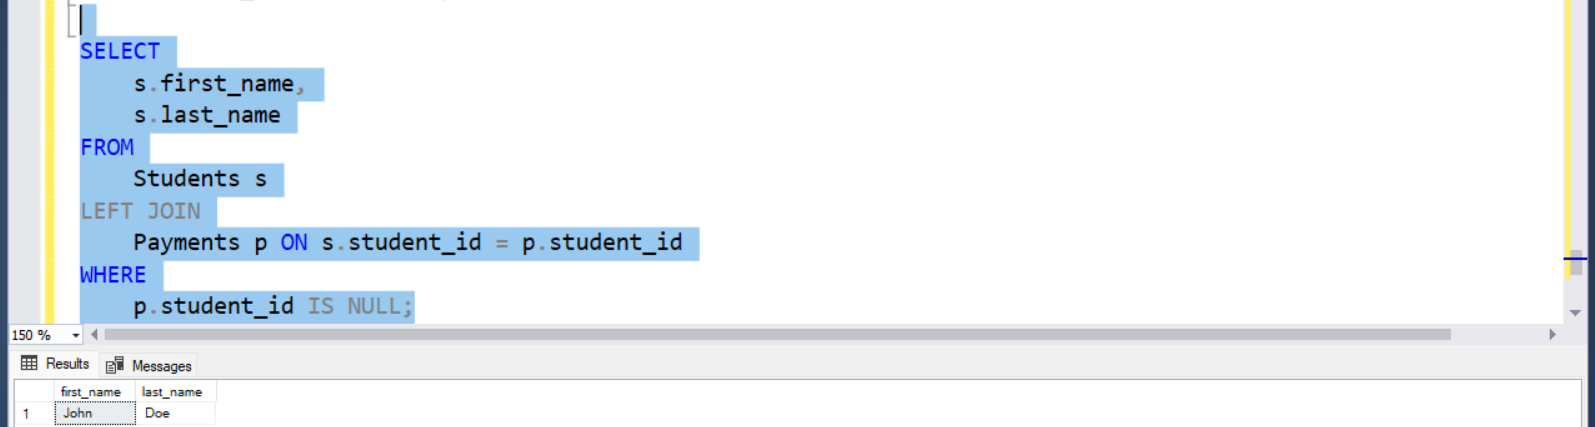 SELECT
s.first_name,
s.last_name
FROM
Students s
LEFT JOIN
Payments p ON s.student_id = p.student_id
WHERE
p.student_id IS NULL;
150 %
Results Messages
first_name last_name
1 John Doe